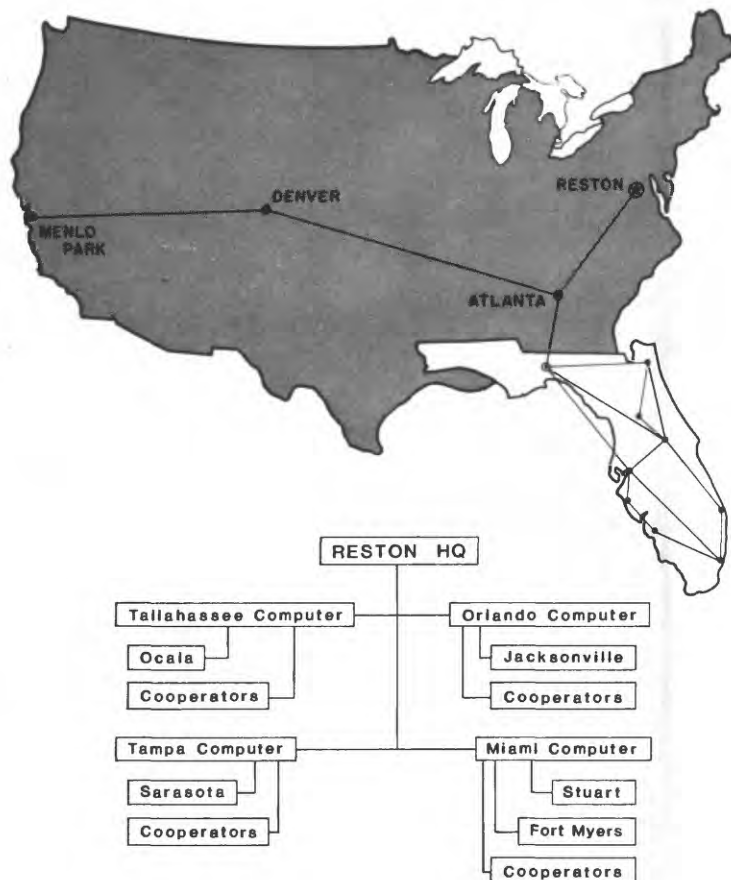 RESTON
DENVER
MENLO
PARK
ATLANTA
RESTON HQ
Tallahassee Computer
Orlando Computer
Ocala
Jacksonville
Cooperators
Cooperators
Tampa Computer
Miami Computer
Sarasota
Stuart
Cooperators
Fort Myers
Cooperators